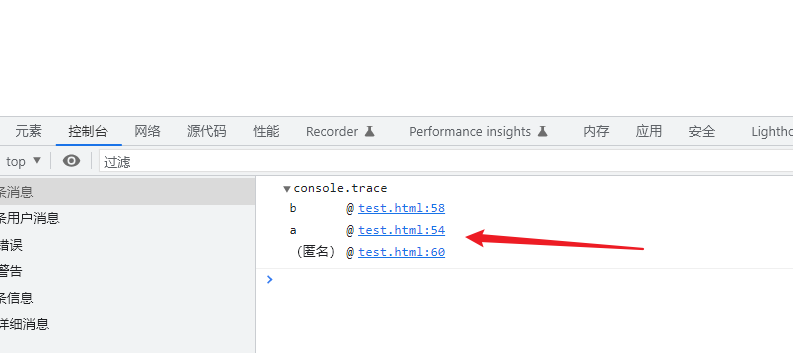 元素 控制台 网络 源代码 性能 Recorder Performance insights 内存 应用 安全 Lighthc
top ▼ 过滤
条消息
条用户消息
错误
警告
条信息
详细消息
▼console.trace
b @ test.html:58
a @ test.html:54
（匿名） @ test.html:60
>